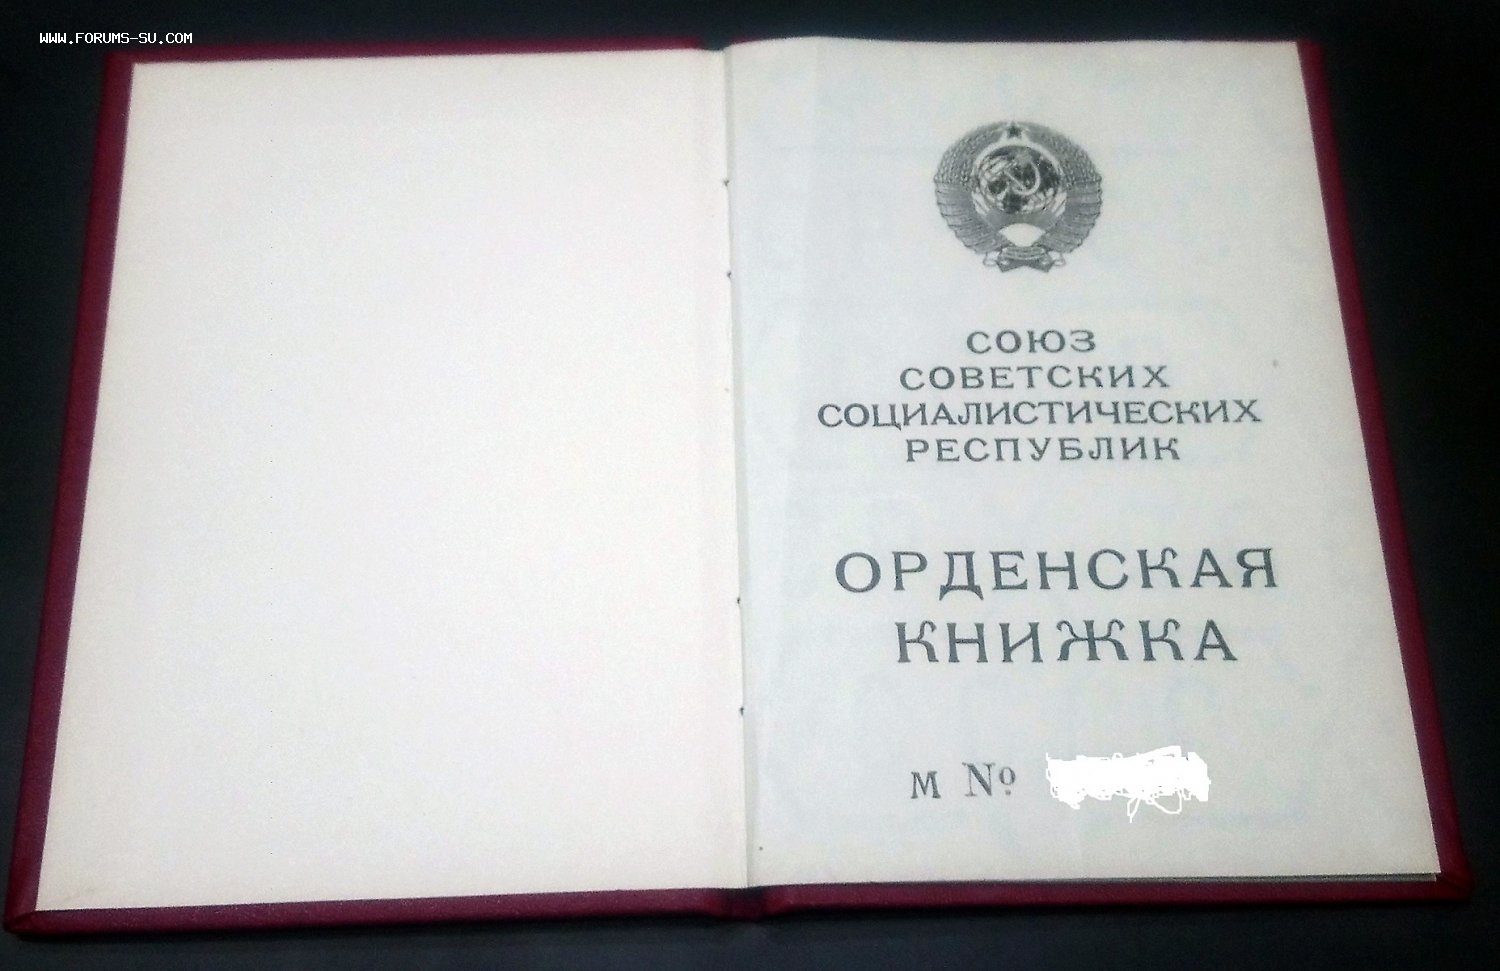 WWW.FORUMS-SU.COM
СОЮЗ
СОВЕТСКИХ
СОЦИАЛИСТИЧЕСКИХ
РЕСПУБЛИК
ОРДЕНСКАЯ
КНИЖКА
М №